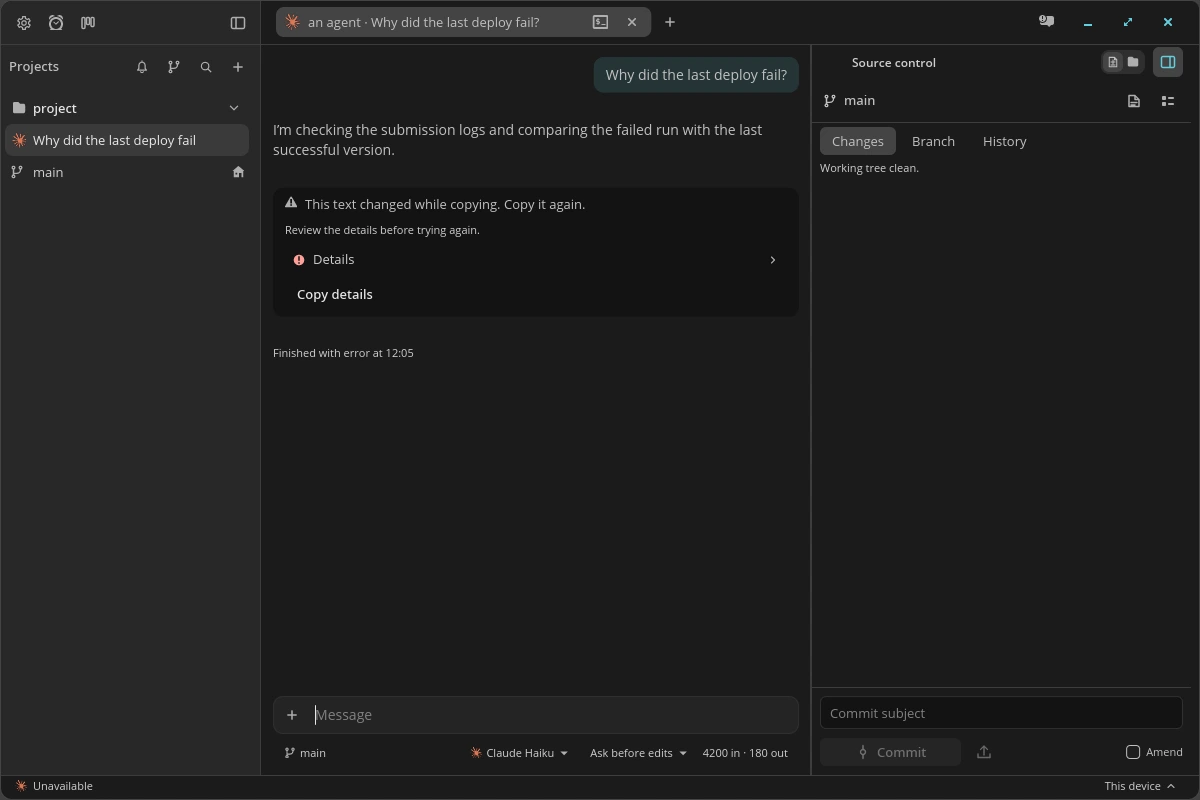 an agent · Why did the last deploy fail?
Projects
project
Why did the last deploy fail
main
Why did the last deploy fail?
I'm checking the submission logs and comparing the failed run with the last
successful version.
This text changed while copying. Copy it again.
Review the details before trying again.
Details
Copy details
Finished with error at 12:05
Message
main
Claude Haiku
Ask before edits
4200 in · 180 out
Source control
main
Changes
Branch
History
Working tree clean.
Commit subject
Commit
Amend
Unavailable
This device